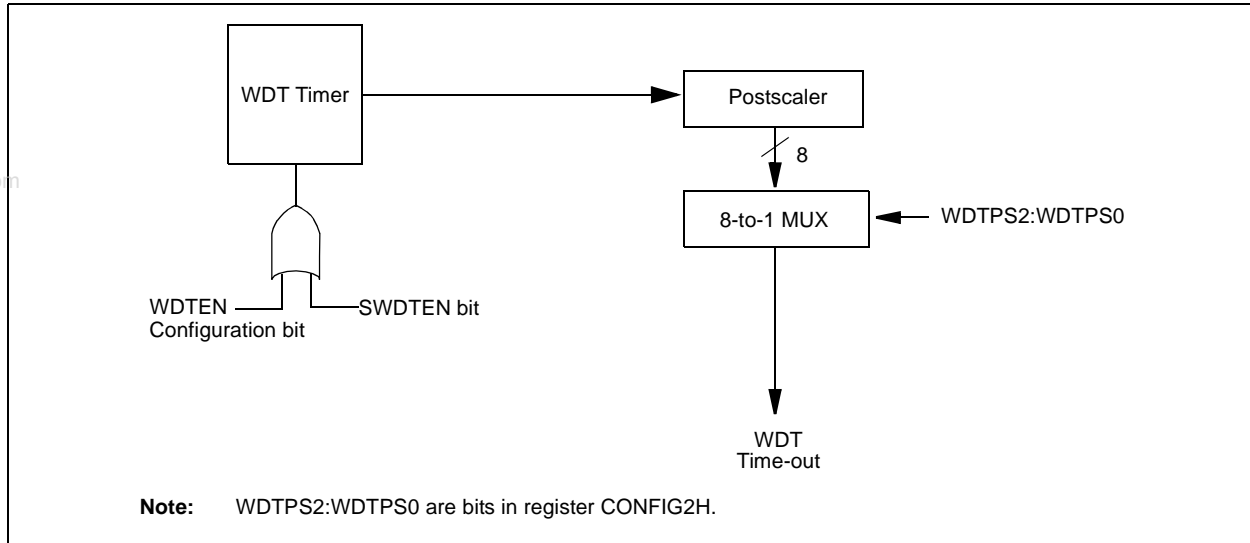 WDT Timer
Postscaler
8
8-to-1 MUX
WDTPS2:WDTPS0
WDTEN
Configuration bit
SWDTEN bit
WDT
Time-out
Note: WDTPS2:WDTPS0 are bits in register CONFIG2H.